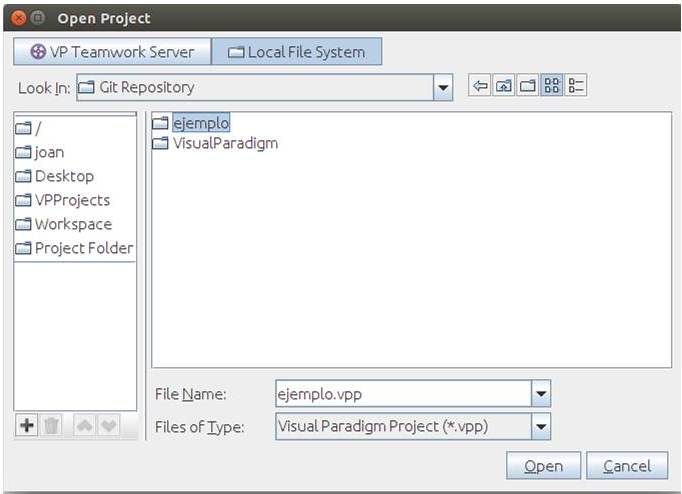 Open Project
VP Teamwork Server
Local File System
Look In: Git Repository
/
joan
Desktop
VPProjects
Workspace
Project Folder
ejemplo
VisualParadigm
File Name: ejemplo.vpp
Files of Type: Visual Paradigm Project (*.vpp)
Open Cancel